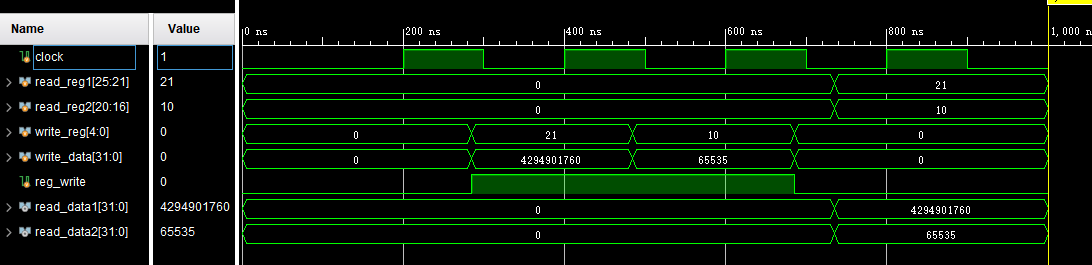 Name Value 0 ns 200 ns 400 ns 600 ns 800 ns 1,000 ns
clock 1
read_reg1[25:21] 21 0 21
read_reg2[20:16] 10 0 10
write_reg[4:0] 0 0 21 10 0
write_data[31:0] 0 0 4294901760 65535 0
reg_write 0
read_data1[31:0] 4294901760 0 4294901760
read_data2[31:0] 65535 0 65535